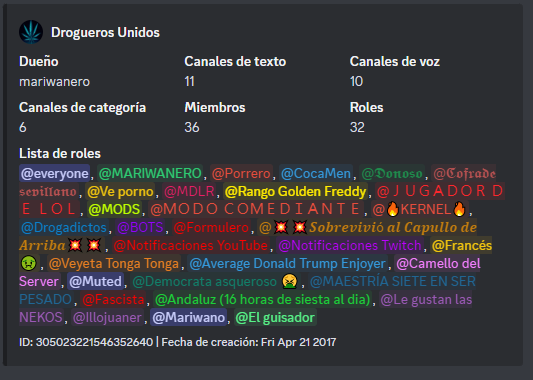 Drogueros Unidos
Dueño Canales de texto Canales de voz
mariwanero 11 10
Canales de categoría Miembros Roles
6 36 32
Lista de roles
@everyone, @MARIWANERO, @Porrero, @CocaMen, @𝕯𝖔𝖓𝖔𝖘𝖔, @𝕮𝖔𝖋𝖗𝖆𝖉𝖊
𝖘𝖊𝖛𝖎𝖑𝖑𝖆𝖓𝖔, @Ve porno, @MDLR, @Rango Golden Freddy, @ＪＵＧＡＤＯＲ Ｄ
Ｅ ＬＯＬ, @MODS, @ＭＯＤＯ ＣＯＭＥＤＩＡＮＴＥ, @🔥KERNEL🔥,
@Drogadictos, @BOTS, @Formulero, @💥💥𝑺𝒐𝒃𝒓𝒆𝒗𝒊𝒗𝒊ó 𝒂𝒍 𝑪𝒂𝒑𝒖𝒍𝒍𝒐 𝒅𝒆
𝑨𝒓𝒓𝒊𝒃𝒂💥💥, @Notificaciones YouTube, @Notificaciones Twitch, @Francés
🤢, @Veyeta Tonga Tonga, @Average Donald Trump Enjoyer, @Camello del
Server, @Muted, @Democrata asqueroso 🤮, @MAESTRÍA SIETE EN SER
PESADO, @Fascista, @Andaluz (16 horas de siesta al dia), @Le gustan las
NEKOS, @Illojuaner, @Mariwano, @El guisador
ID: 305023221546352640 | Fecha de creación: Fri Apr 21 2017